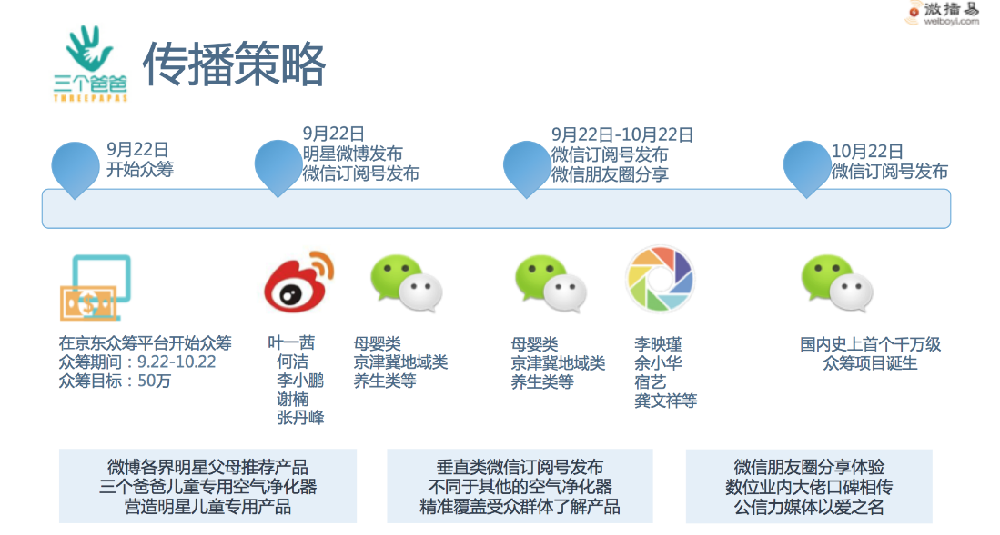 微播易
weiboyi.com
三个爸爸
THREEPAPAS
传播策略
9月22日
开始众筹
9月22日
明星微博发布
微信订阅号发布
9月22日-10月22日
微信订阅号发布
微信朋友圈分享
10月22日
微信订阅号发布
$
在京东众筹平台开始众筹
众筹期间：9.22-10.22
众筹目标：50万
叶一茜
何洁
李小鹏
谢楠
张丹峰
母婴类
京津冀地域类
养生类等
母婴类
京津冀地域类
养生类等
李映瑾
余小华
宿艺
龚文祥等
国内史上首个千万级
众筹项目诞生
微博各界明星父母推荐产品
三个爸爸儿童专用空气净化器
营造明星儿童专用产品
垂直类微信订阅号发布
不同于其他的空气净化器
精准覆盖受众群体了解产品
微信朋友圈分享体验
数位业内大佬口碑相传
公信力媒体以爱之名